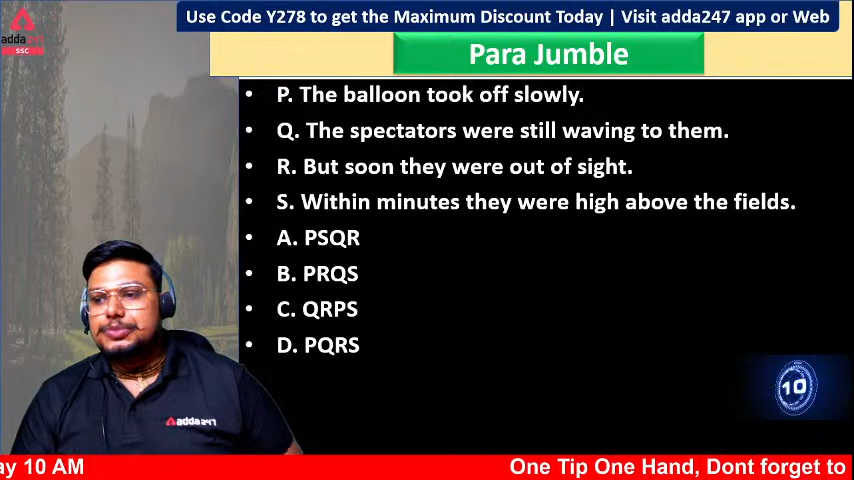 Use Code Y278 to get the Maximum Discount Today | Visit adda247 app or Web
adda247
SSC
Para Jumble
• P. The balloon took off slowly.
• Q. The spectators were still waving to them.
• R. But soon they were out of sight.
• S. Within minutes they were high above the fields.
• A. PSQR
• B. PRQS
• C. QRPS
• D. PQRS
10
adda247
ay 10 AM One Tip One Hand, Dont forget to